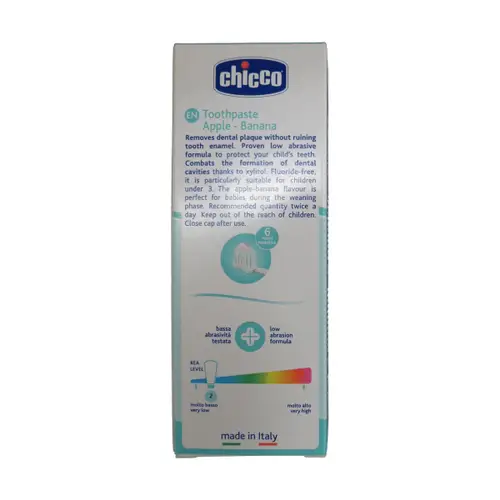 chicco
EN Toothpaste
Apple - Banana
Removes dental plaque without ruining
tooth enamel. Proven low abrasive
formula to protect your child's teeth.
Combats the formation of dental
cavities thanks to xylitol. Fluoride-free,
it is particularly suitable for children
under 3. The apple-banana flavour is
perfect for babies during the weaning
phase. Recommended quantity twice a
day. Keep out of the reach of children.
Close cap after use.
6
bassa
abrasività
testata
low
abrasion
formula
REA
LEVEL
2
molto basso
very low
molto alto
very high
made in Italy